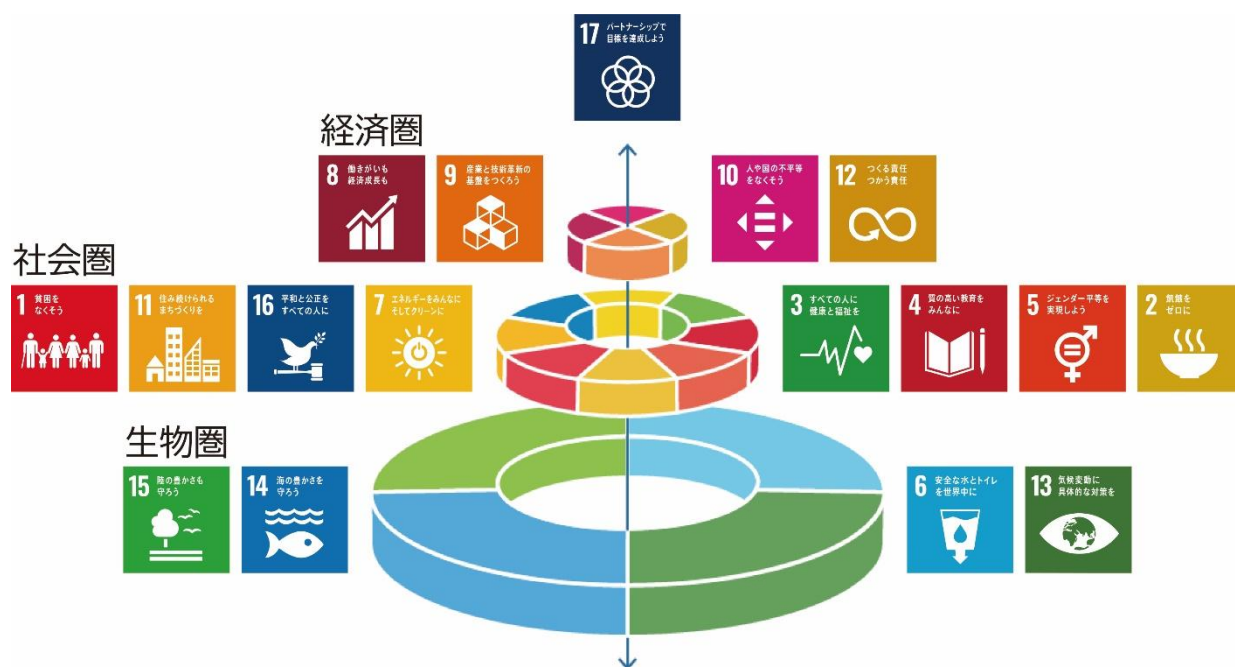 17 パートナーシップで
目標を達成しよう
経済圏
8 働きがいも
経済成長も
9 産業と技術革新の
基盤をつくろう
10 人や国の不平等
をなくそう
12 つくる責任
つかう責任
社会圏
1 貧困を
なくそう
11 住み続けられる
まちづくりを
16 平和と公正を
すべての人に
7 エネルギーをみんなに
そしてクリーンに
3 すべての人に
健康と福祉を
4 質の高い教育を
みんなに
5 ジェンダー平等を
実現しよう
2 飢餓を
ゼロに
生物圏
15 陸の豊かさも
守ろう
14 海の豊かさを
守ろう
6 安全な水とトイレ
を世界中に
13 気候変動に
具体的な対策を